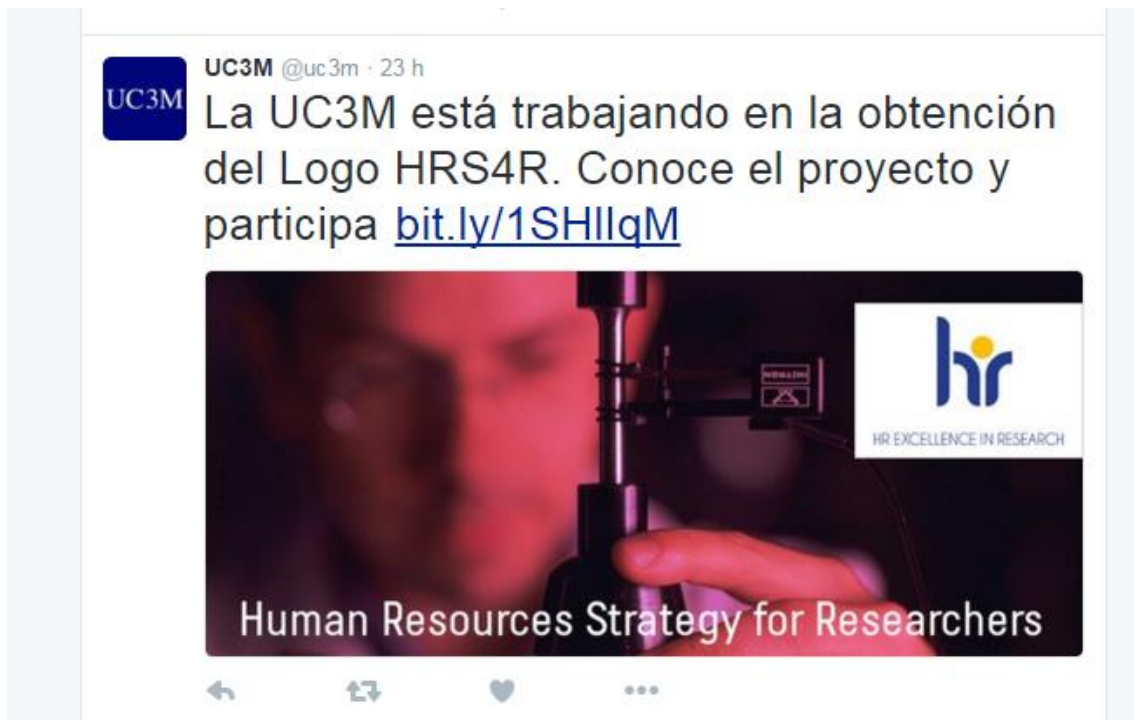 UC3M @uc3m · 23 h
UC3M
La UC3M está trabajando en la obtención
del Logo HRS4R. Conoce el proyecto y
participa bit.ly/1SHIIqM
hr
HR EXCELLENCE IN RESEARCH
Human Resources Strategy for Researchers